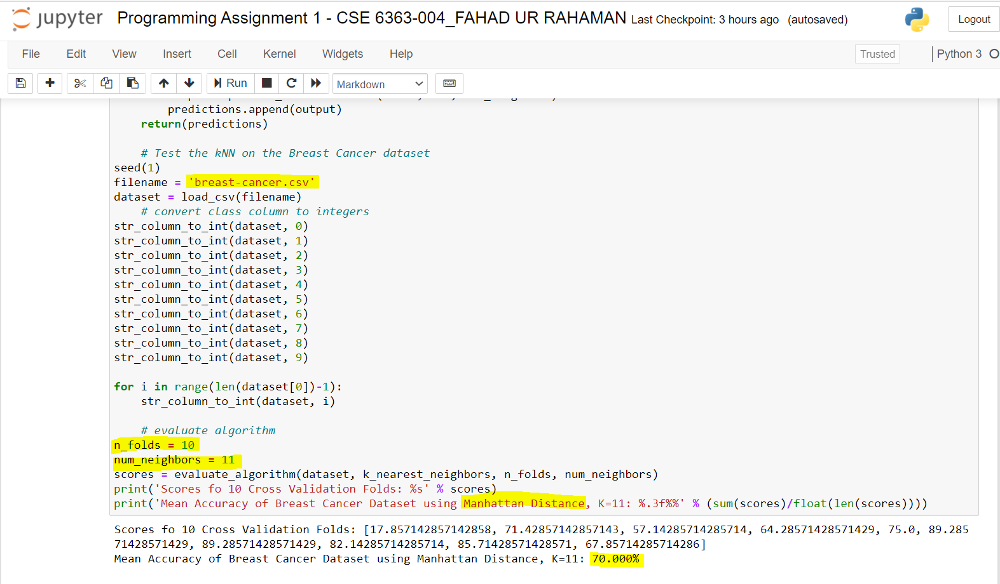 jupyter Programming Assignment 1 - CSE 6363-004_FAHAD UR RAHAMAN Last Checkpoint: 3 hours ago (autosaved) Logout
File Edit View Insert Cell Kernel Widgets Help Trusted Python 3
Run Markdown
predictions.append(output)
return(predictions)
# Test the kNN on the Breast Cancer dataset
seed(1)
filename = 'breast-cancer.csv'
dataset = load_csv(filename)
# convert class column to integers
str_column_to_int(dataset, 0)
str_column_to_int(dataset, 1)
str_column_to_int(dataset, 2)
str_column_to_int(dataset, 3)
str_column_to_int(dataset, 4)
str_column_to_int(dataset, 5)
str_column_to_int(dataset, 6)
str_column_to_int(dataset, 7)
str_column_to_int(dataset, 8)
str_column_to_int(dataset, 9)
for i in range(len(dataset[0])-1):
str_column_to_int(dataset, i)
# evaluate algorithm
n_folds = 10
num_neighbors = 11
scores = evaluate_algorithm(dataset, k_nearest_neighbors, n_folds, num_neighbors)
print('Scores fo 10 Cross Validation Folds: %s' % scores)
print('Mean Accuracy of Breast Cancer Dataset using Manhattan Distance, K=11: %.3f%%' % (sum(scores)/float(len(scores))))
Scores fo 10 Cross Validation Folds: [17.857142857142858, 71.42857142857143, 57.14285714285714, 64.28571428571429, 75.0, 89.285
71428571429, 89.28571428571429, 82.14285714285714, 85.71428571428571, 67.85714285714286]
Mean Accuracy of Breast Cancer Dataset using Manhattan Distance, K=11: 70.000%